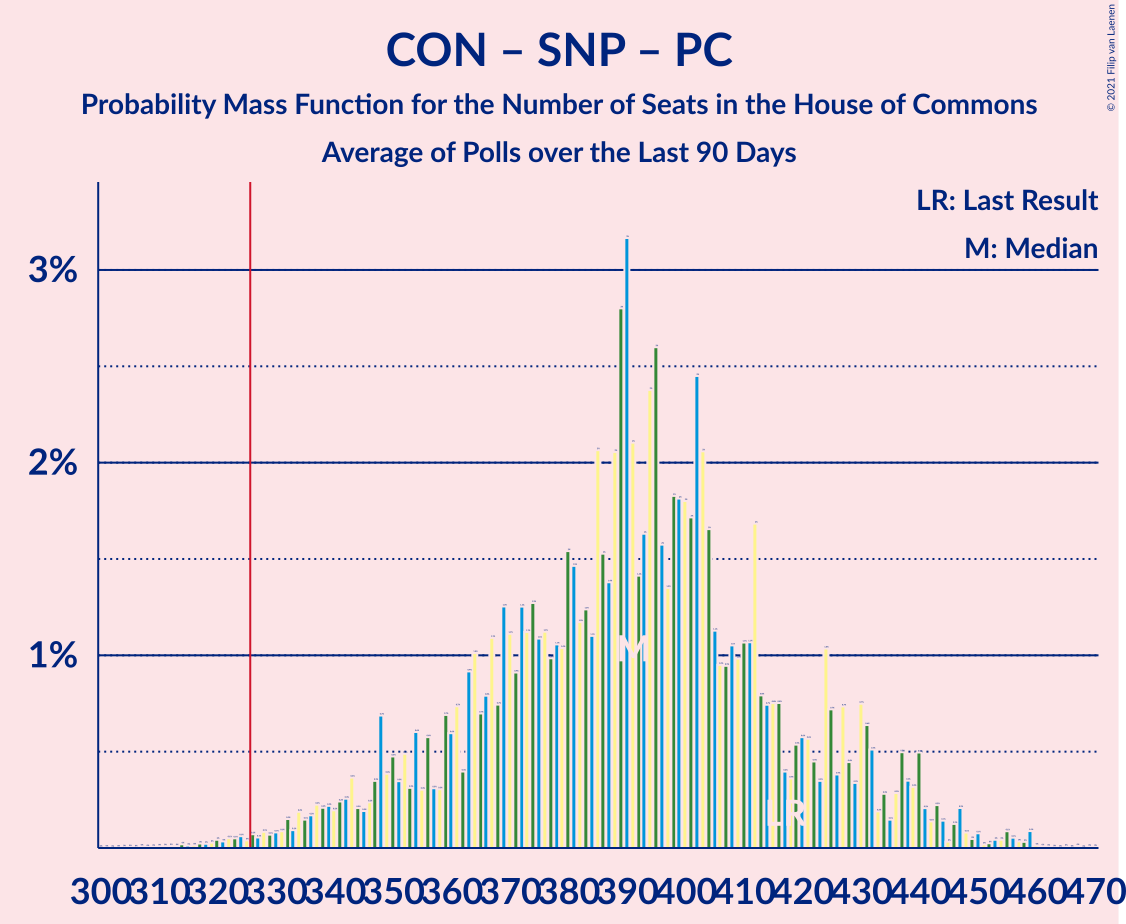 CON – SNP – PC
Probability Mass Function for the Number of Seats in the House of Commons
Average of Polls over the Last 90 Days
© 2021 Filip van Laenen
LR: Last Result
M: Median
3%
2%
1%
M
LR
300 310 320 330 340 350 360 370 380 390 400 410 420 430 440 450 460 470